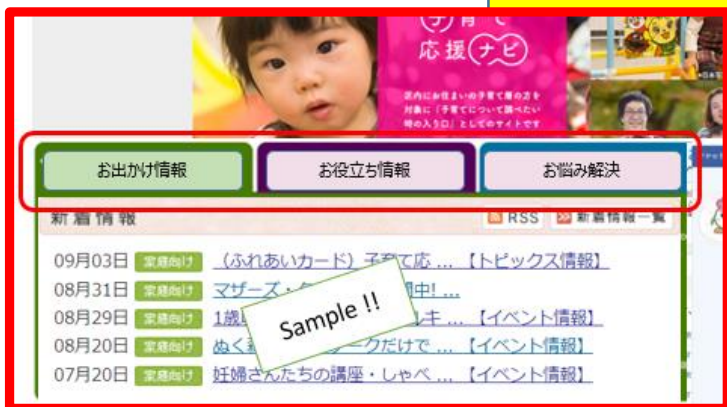 子育て
応援ナビ
区内にお住まいの子育て層の方を
対象に「子育てについて調べたい
時の入り口」としてのサイトです
お出かけ情報 お役立ち情報 お悩み解決
新着情報 RSS 新着情報一覧
09月03日 家庭向け (ふれあいカード) 子育て応 ... 【トピックス情報】
08月31日 家庭向け マザーズ・ 中! ...
08月29日 家庭向け 1歳 ルキ ... 【イベント情報】
08月20日 家庭向け ぬく クだけで ... 【イベント情報】
07月20日 家庭向け 妊婦さんたちの講座・しゃべ ... 【イベント情報】
Sample !!